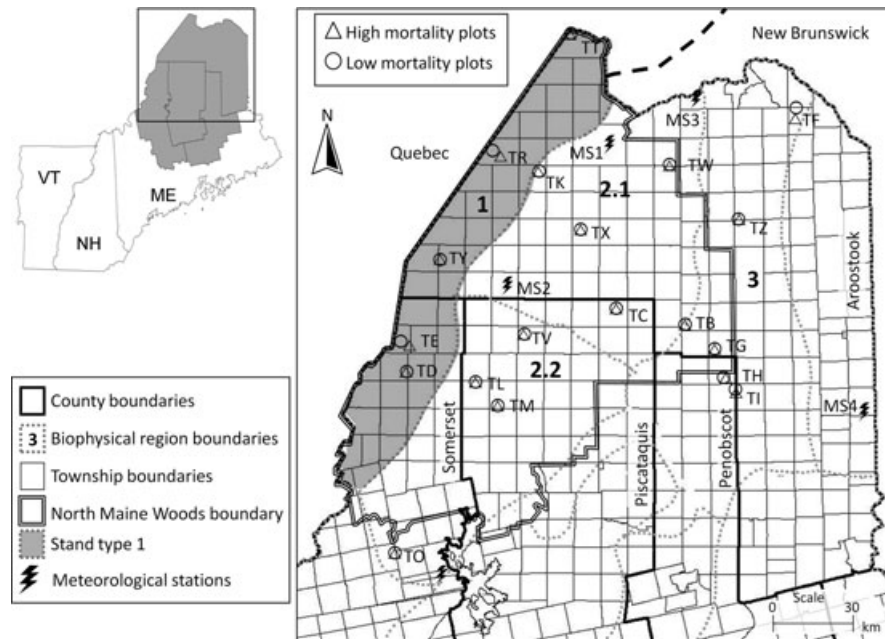 VT
NH
ME
High mortality plots
Low mortality plots
New Brunswick
Quebec
N
TT
MS3
TF
MS1
TR
TK
TW
1
2.1
TX
TZ
TY
3
Aroostook
MS2
TC
TV
TB
TE
TG
TD
2.2
TL
TH
TM
TI
MS4
Somerset
Piscataquis
Penobscot
TO
Scale
0 30
km
County boundaries
3 Biophysical region boundaries
Township boundaries
North Maine Woods boundary
Stand type 1
Meteorological stations